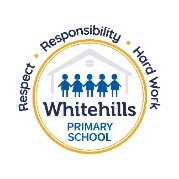 Respect • Responsibility • Hard Work
Whitehills
PRIMARY
SCHOOL